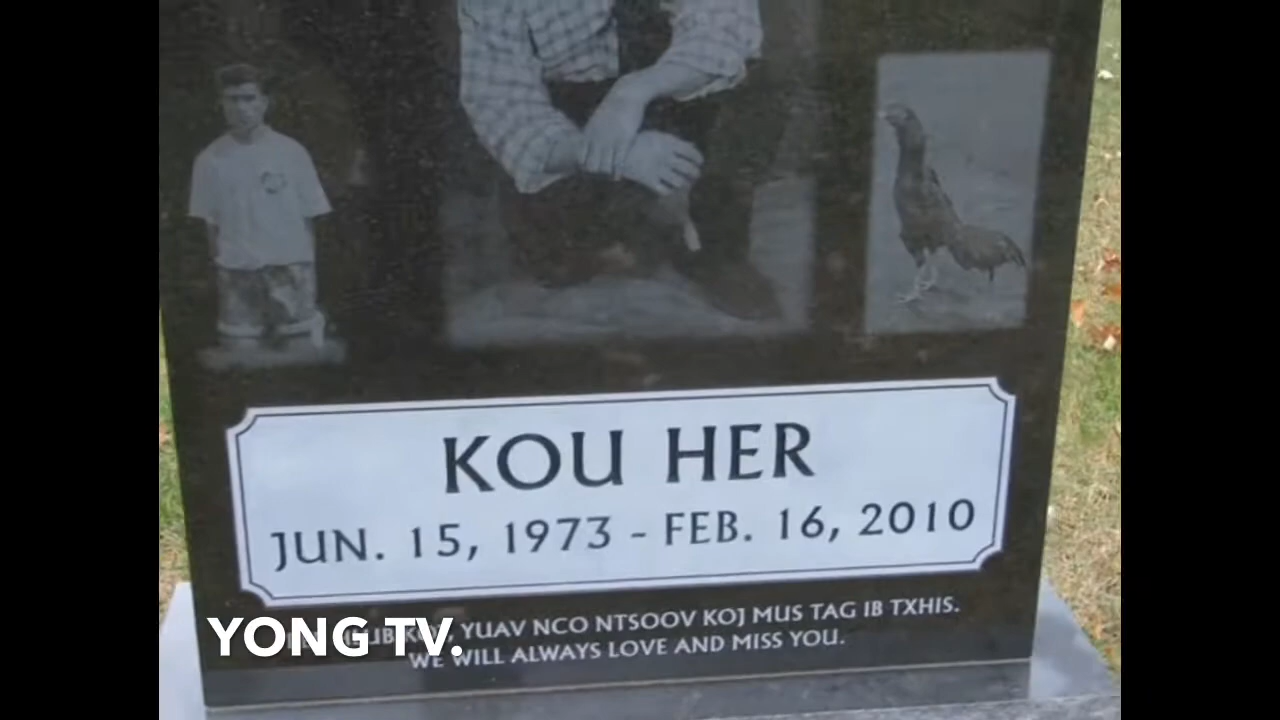 KOU HER
JUN. 15, 1973 - FEB. 16, 2010
YUAV NCO NTSOOV KOJ MUS TAG IB TXHIS.
YONG TV.
WE WILL ALWAYS LOVE AND MISS YOU.